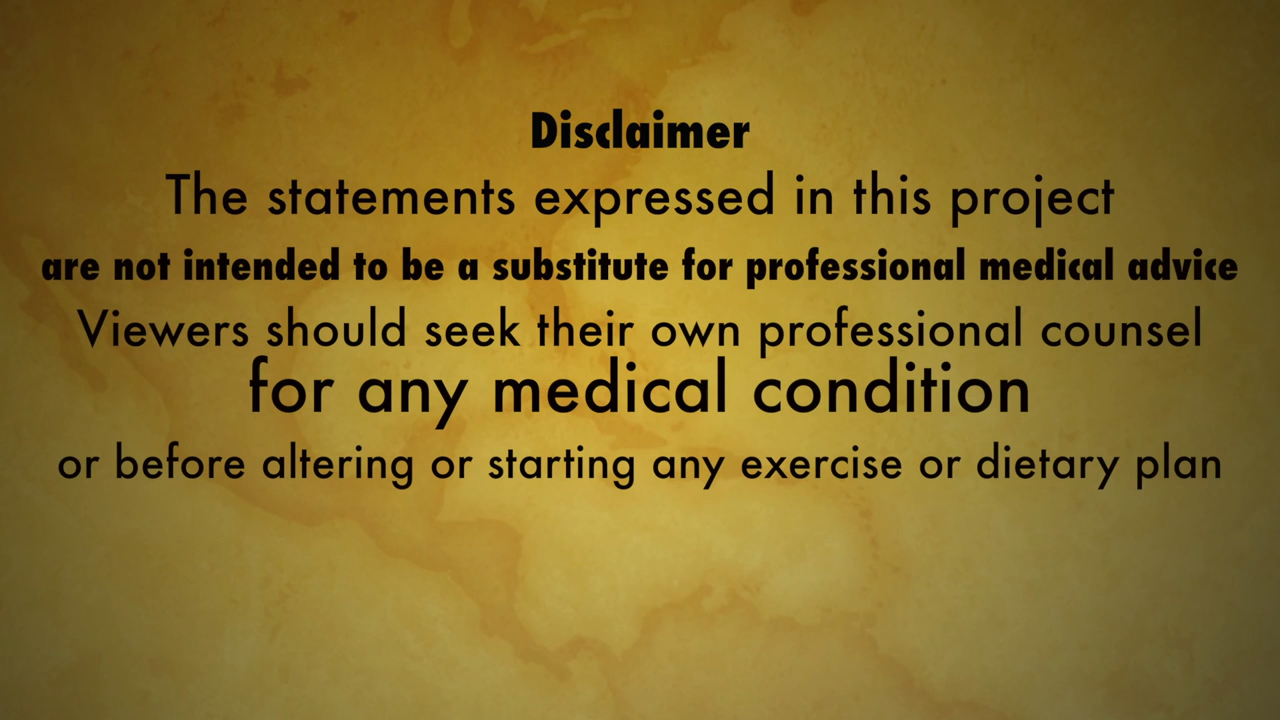 Disclaimer
The statements expressed in this project
are not intended to be a substitute for professional medical advice
Viewers should seek their own professional counsel
for any medical condition
or before altering or starting any exercise or dietary plan